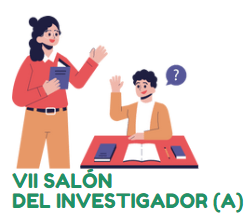 ?
VII SALÓN
DEL INVESTIGADOR (A)